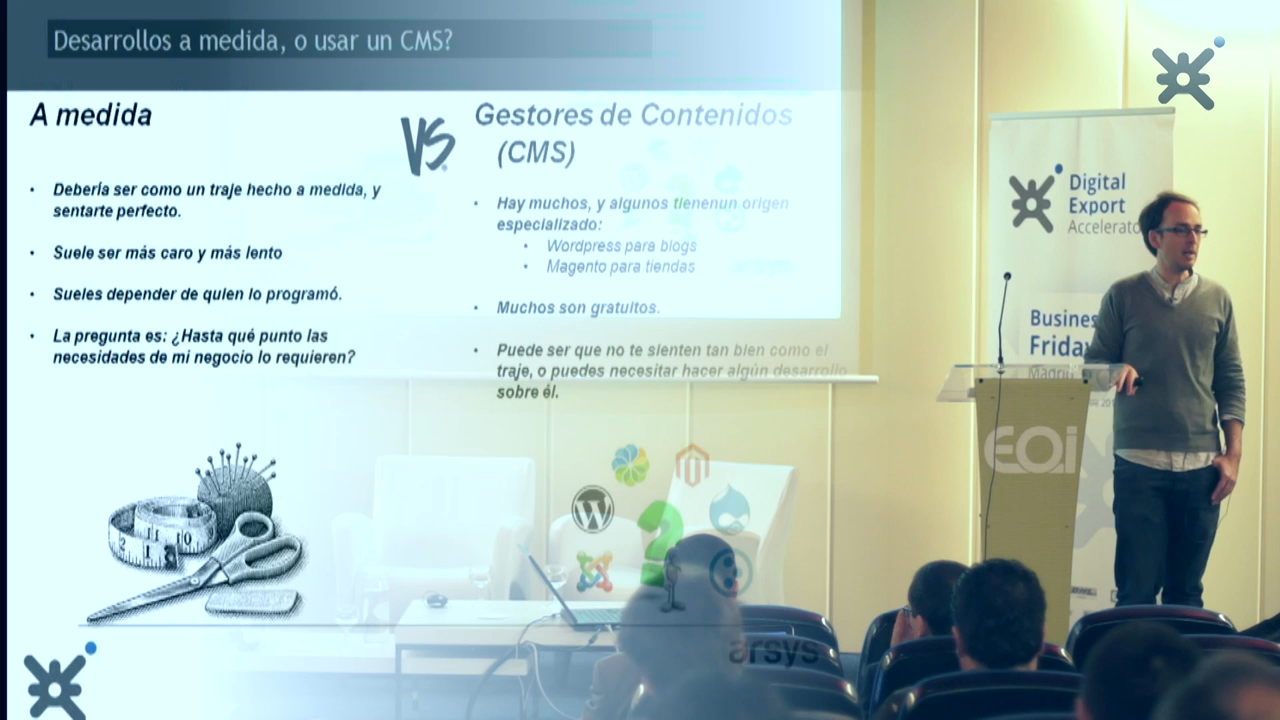 Desarrollos a medida, o usar un CMS?
A medida
VS.
Gestores de Contenidos
(CMS)
• Debería ser como un traje hecho a medida, y
sentarte perfecto.
• Suele ser más caro y más lento
• Sueles depender de quien lo programó.
• La pregunta es: ¿Hasta qué punto las
necesidades de mi negocio lo requieren?
• Hay muchos, y algunos tienenun origen
especializado:
• Wordpress para blogs
• Magento para tiendas
• Muchos son gratuitos.
• Puede ser que no te sienten tan bien como el
traje, o puedes necesitar hacer algún desarrollo
sobre él.
arsys
Digital
Export
Accelerato
Busines
Friday
Madrid
EOi